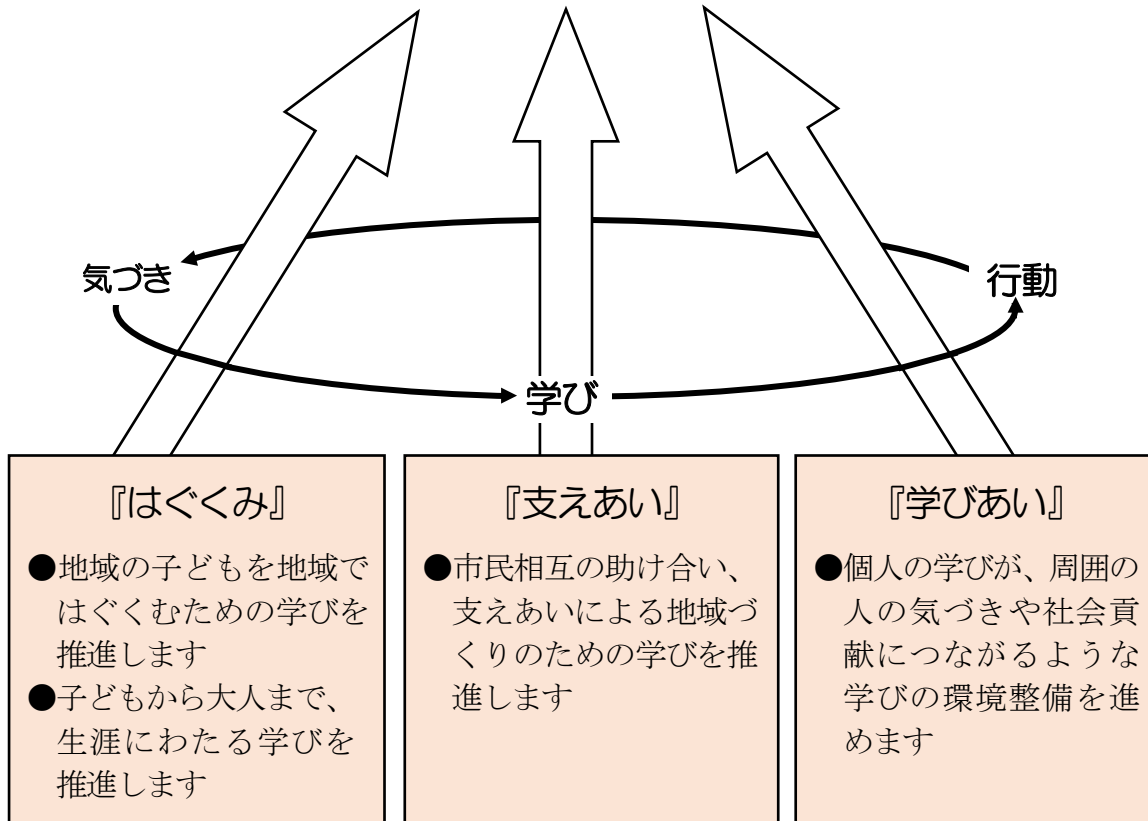 気づき
行動
学び
『はぐくみ』
●地域の子どもを地域で
はぐくむための学びを
推進します
●子どもから大人まで、
生涯にわたる学びを
推進します
『支えあい』
●市民相互の助け合い、
支えあいによる地域づ
くりのための学びを推
進します
『学びあい』
●個人の学びが、周囲の
人の気づきや社会貢
献につながるような
学びの環境整備を進
めます